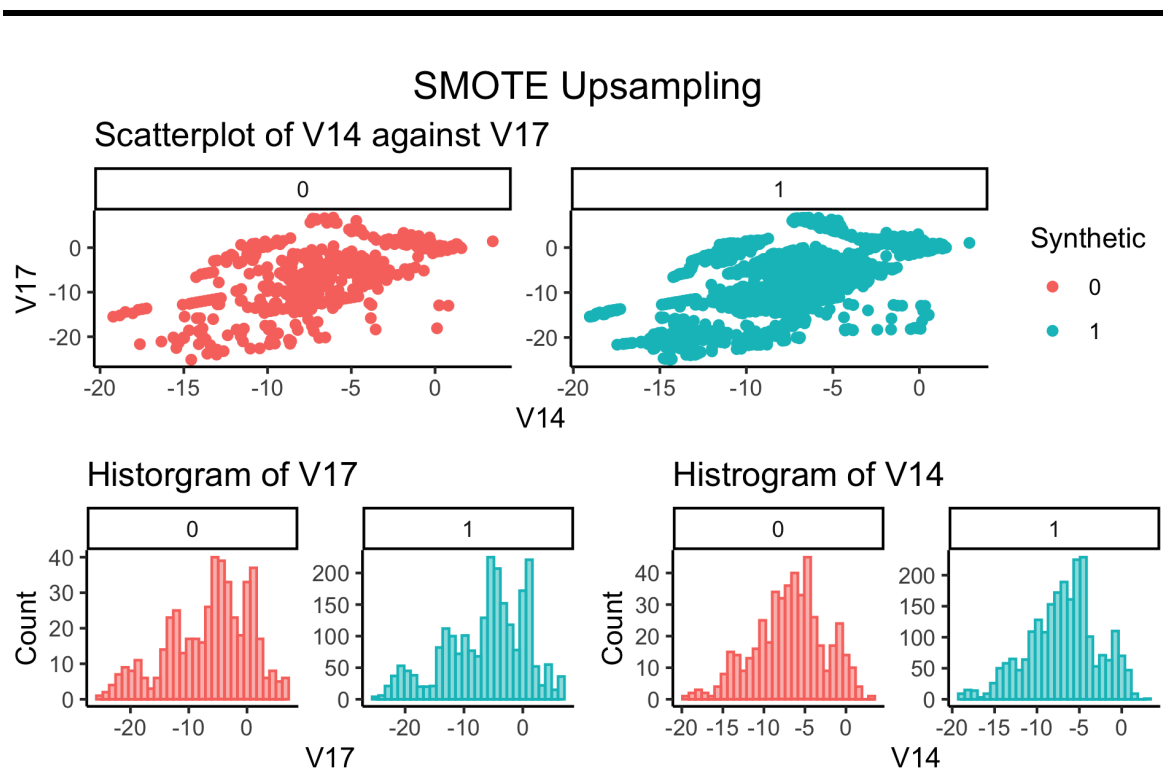 SMOTE Upsampling
Scatterplot of V14 against V17
0 1
V17
0
-10
-20
0
-10
-20
-20 -15 -10 -5 0
-20 -15 -10 -5 0
V14
Synthetic
0
1
Historgram of V17
0 1
Count
40
30
20
10
0
200
150
100
50
0
-20 -10 0
-20 -10 0
V17
Histrogram of V14
0 1
Count
40
30
20
10
0
200
150
100
50
0
-20 -15 -10 -5 0
-20 -15 -10 -5 0
V14